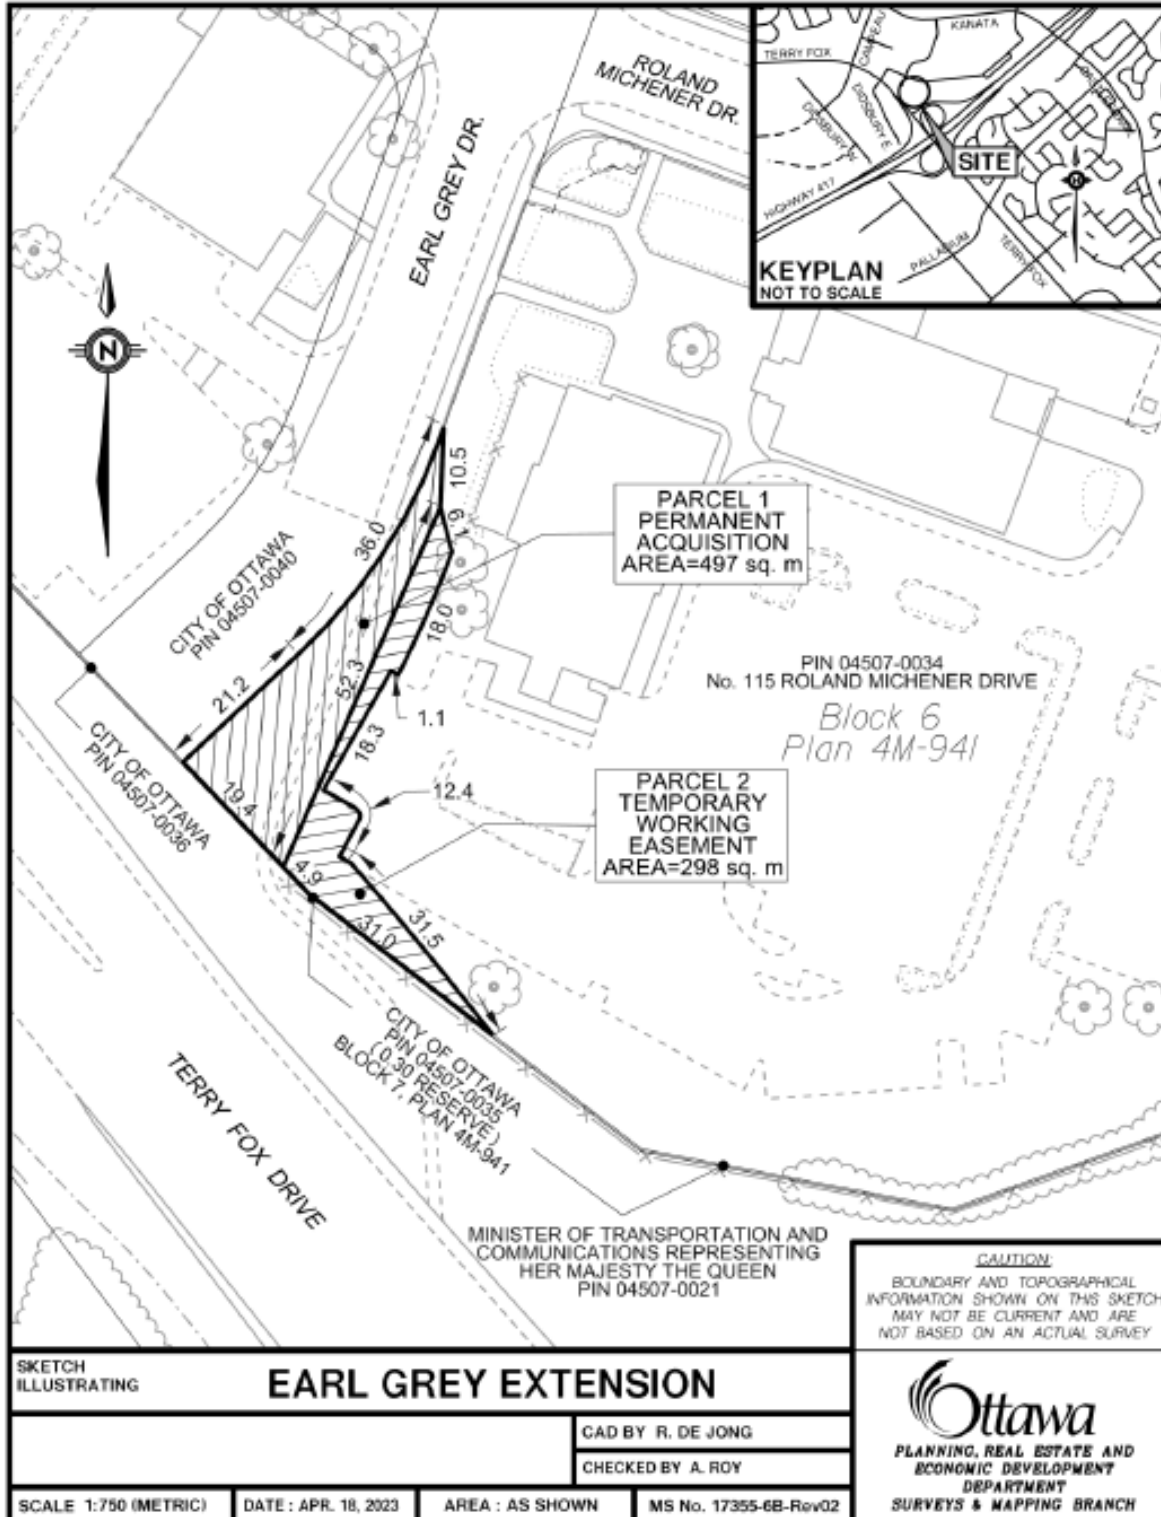 ROLAND
MICHENER DR.
EARL GREY DR.
KANATA
TERRY FOX
CAMPEAU
DIDSBURY E
DIDSBURY W
HIGHWAY 417
SITE
PALLADIUM
TERRY FOX
N
KEYPLAN
NOT TO SCALE
N
10.5
36.0
18.0
52.3
21.2
1.1
18.3
19.4
12.4
4.9
31.0
31.5
PARCEL 1
PERMANENT
ACQUISITION
AREA=497 sq. m
CITY OF OTTAWA
PIN 04507-0040
PIN 04507-0034
No. 115 ROLAND MICHENER DRIVE
Block 6
Plan 4M-941
CITY OF OTTAWA
PIN 04507-0036
PARCEL 2
TEMPORARY
WORKING
EASEMENT
AREA=298 sq. m
CITY OF OTTAWA
PIN 04507-0035
(0.30 RESERVE)
BLOCK 7, PLAN 4M-941
TERRY FOX DRIVE
MINISTER OF TRANSPORTATION AND
COMMUNICATIONS REPRESENTING
HER MAJESTY THE QUEEN
PIN 04507-0021
CAUTION:
BOUNDARY AND TOPOGRAPHICAL
INFORMATION SHOWN ON THIS SKETCH
MAY NOT BE CURRENT AND ARE
NOT BASED ON AN ACTUAL SURVEY
SKETCH
ILLUSTRATING
EARL GREY EXTENSION
CAD BY R. DE JONG
CHECKED BY A. ROY
SCALE 1:750 (METRIC)
DATE : APR. 18, 2023
AREA : AS SHOWN
MS No. 17355-6B-Rev02
Ottawa
PLANNING, REAL ESTATE AND
ECONOMIC DEVELOPMENT
DEPARTMENT
SURVEYS & MAPPING BRANCH